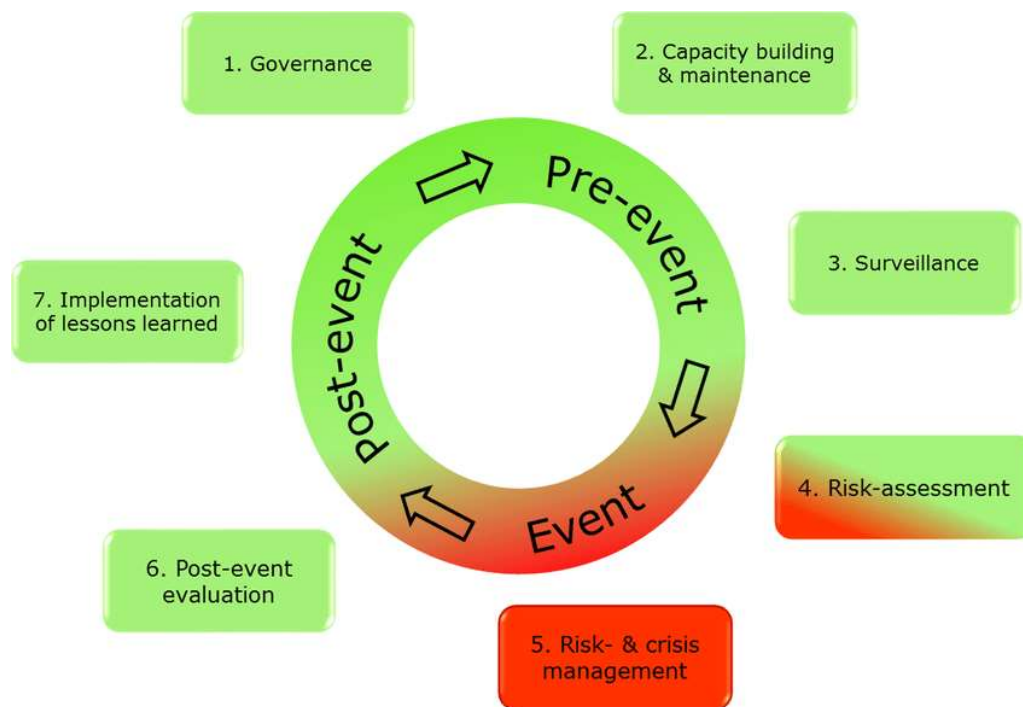 1. Governance
2. Capacity building
& maintenance
Pre-event
3. Surveillance
4. Risk-assessment
Event
5. Risk- & crisis
management
6. Post-event
evaluation
Post-event
7. Implementation
of lessons learned